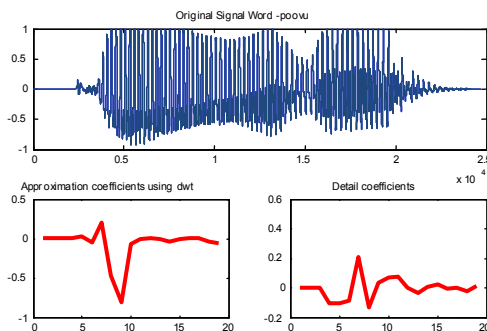 Original Signal Word -poovu
1
0.5
0
-0.5
-1
0 0.5 1 1.5 2 2.5
x 10 4
Approximation coefficients using dwt
0.5
0
-0.5
-1
0 5 10 15 20
Detail coefficients
0.6
0.4
0.2
0
-0.2
0 5 10 15 20